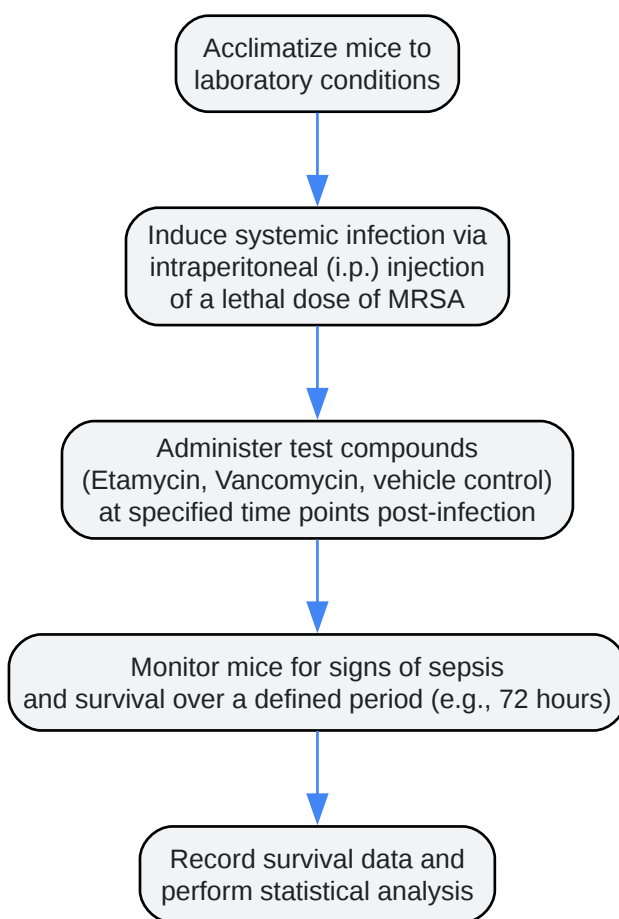 Acclimatize mice to
laboratory conditions
Induce systemic infection via
intraperitoneal (i.p.) injection
of a lethal dose of MRSA
Administer test compounds
(Etamycin, Vancomycin, vehicle control)
at specified time points post-infection
Monitor mice for signs of sepsis
and survival over a defined period (e.g., 72 hours)
Record survival data and
perform statistical analysis